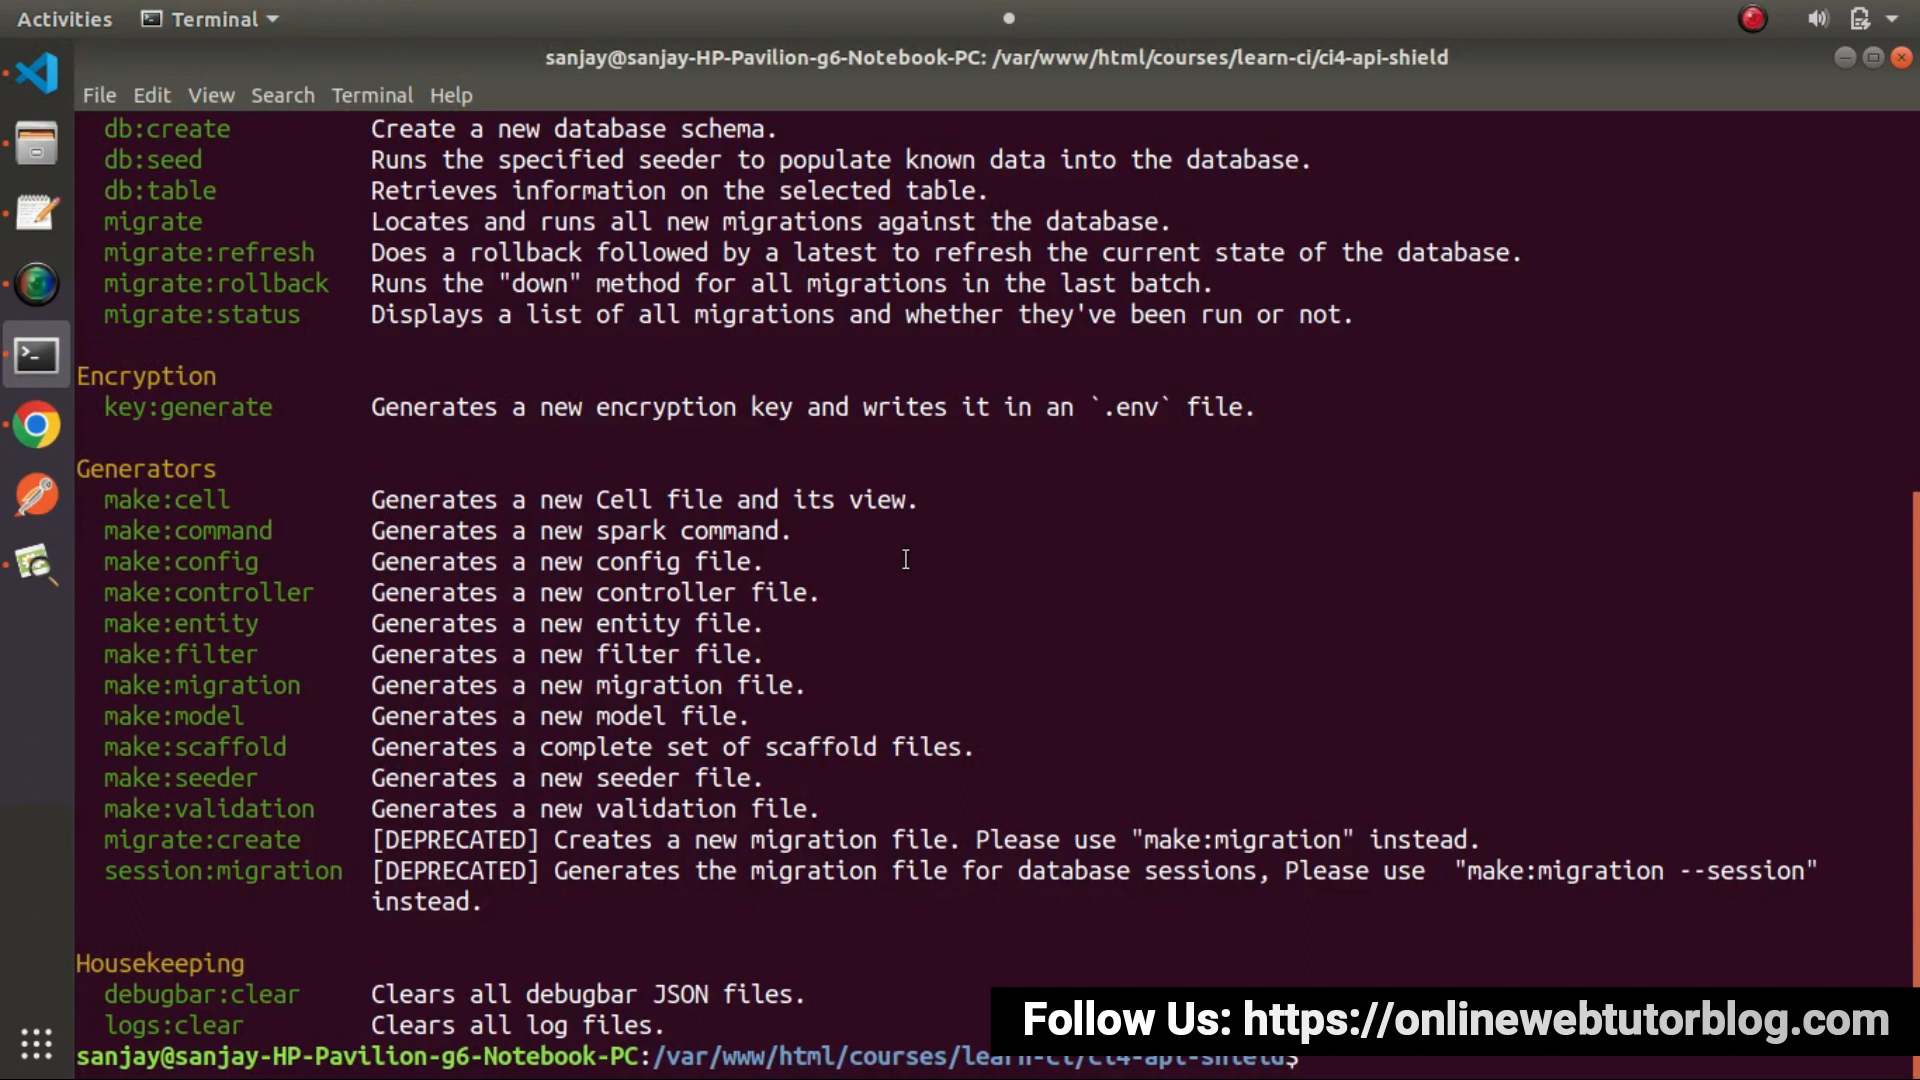 Activities Terminal
sanjay@sanjay-HP-Pavilion-g6-Notebook-PC: /var/www/html/courses/learn-ci/ci4-api-shield
File Edit View Search Terminal Help
db:create Create a new database schema.
db:seed Runs the specified seeder to populate known data into the database.
db:table Retrieves information on the selected table.
migrate Locates and runs all new migrations against the database.
migrate:refresh Does a rollback followed by a latest to refresh the current state of the database.
migrate:rollback Runs the "down" method for all migrations in the last batch.
migrate:status Displays a list of all migrations and whether they've been run or not.
Encryption
key:generate Generates a new encryption key and writes it in an `.env` file.
Generators
make:cell Generates a new Cell file and its view.
make:command Generates a new spark command.
make:config Generates a new config file.
make:controller Generates a new controller file.
make:entity Generates a new entity file.
make:filter Generates a new filter file.
make:migration Generates a new migration file.
make:model Generates a new model file.
make:scaffold Generates a complete set of scaffold files.
make:seeder Generates a new seeder file.
make:validation Generates a new validation file.
migrate:create [DEPRECATED] Creates a new migration file. Please use "make:migration" instead.
session:migration [DEPRECATED] Generates the migration file for database sessions, Please use "make:migration --session"
instead.
Housekeeping
debugbar:clear Clears all debugbar JSON files.
logs:clear Clears all log files.
Follow Us: https://onlinewebtutorblog.com
sanjay@sanjay-HP-Pavilion-g6-Notebook-PC:/var/www/html/courses/learn-ci/ci4-api-shield$